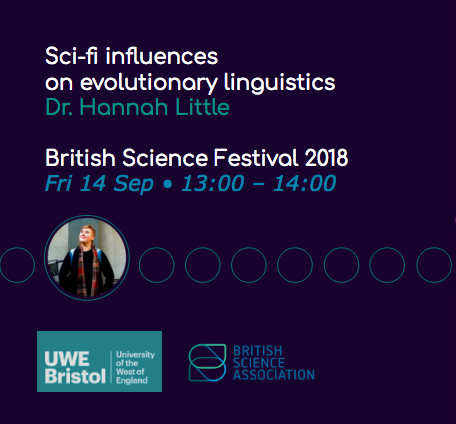 Sci-fi influences
on evolutionary linguistics
Dr. Hannah Little
British Science Festival 2018
Fri 14 Sep • 13:00 – 14:00
UWE
Bristol
University
of the
West of
England
BRITISH
SCIENCE
ASSOCIATION